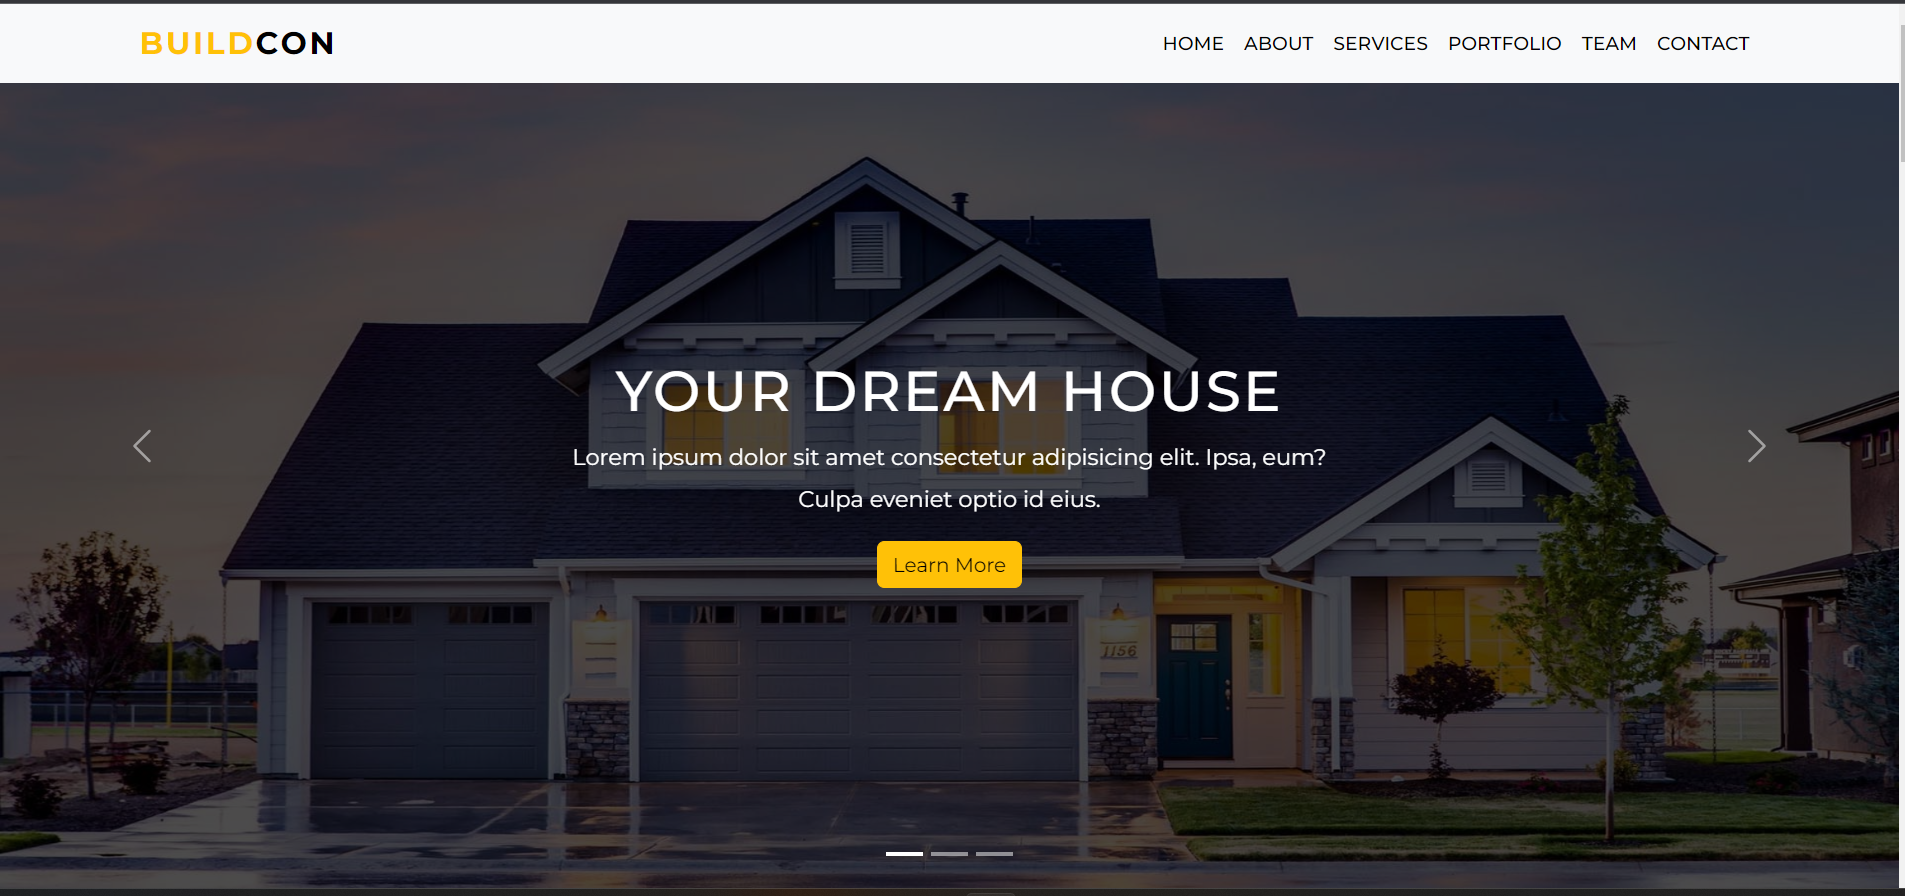 BUILDCON
HOME ABOUT SERVICES PORTFOLIO TEAM CONTACT
YOUR DREAM HOUSE
Lorem ipsum dolor sit amet consectetur adipisicing elit. Ipsa, eum?
Culpa eveniet optio id eius.
Learn More
1156